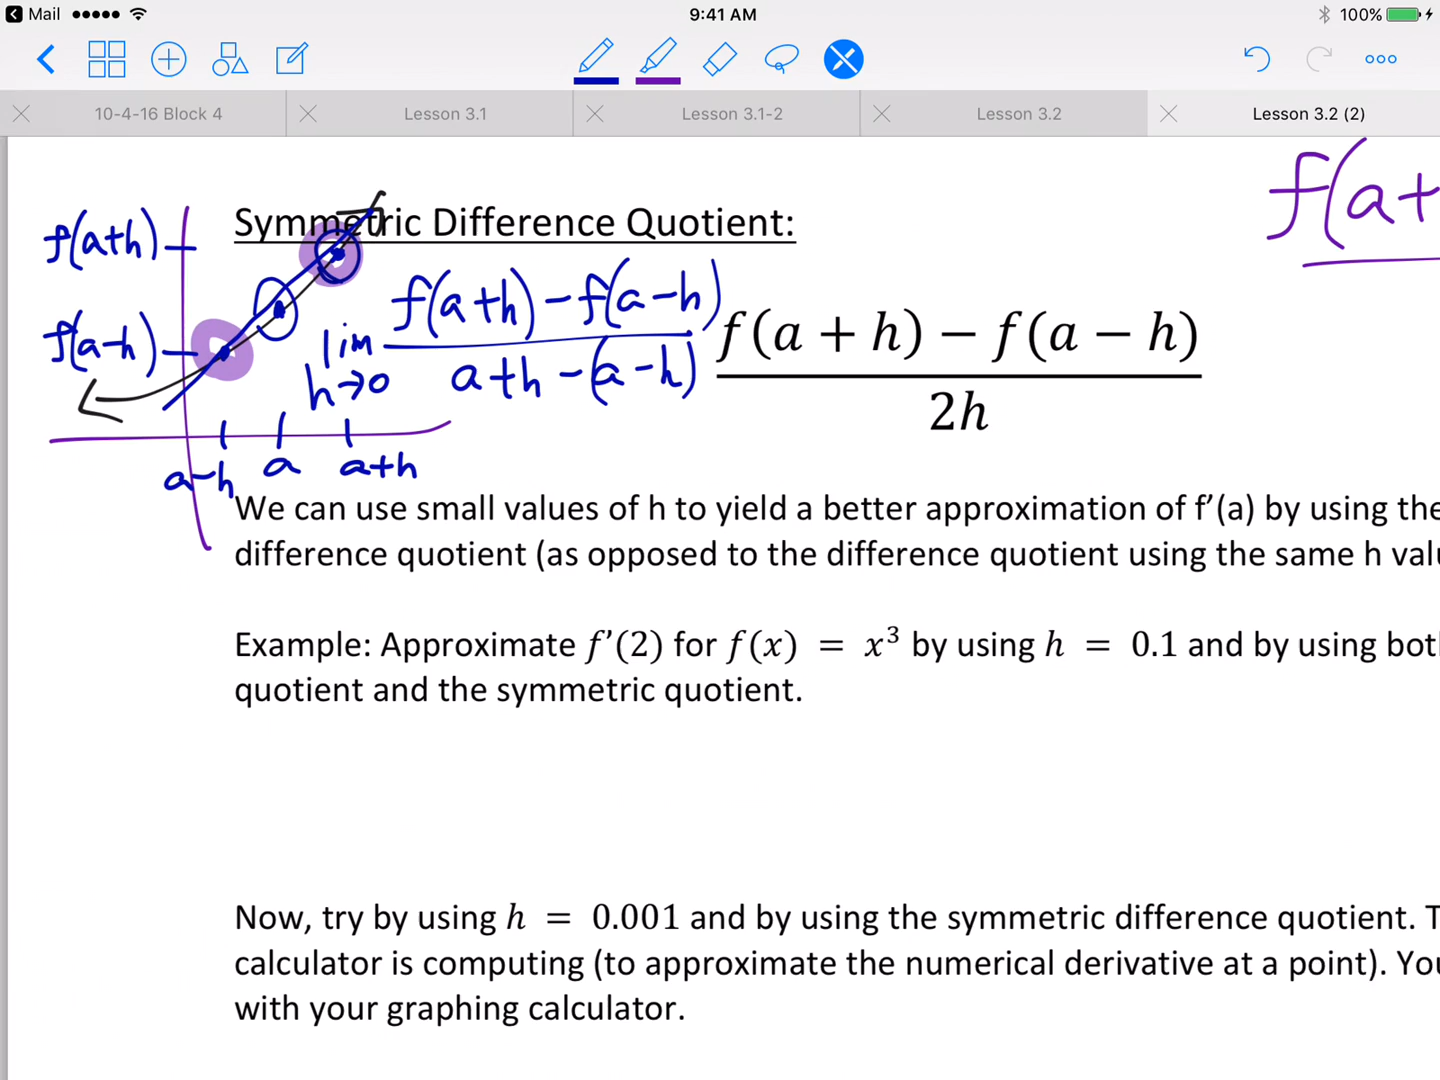 Mail 9:41 AM 100%
10-4-16 Block 4 Lesson 3.1 Lesson 3.1-2 Lesson 3.2 Lesson 3.2 (2)
f(a+
Symmetric Difference Quotient:
f(a+h)
f(a-h)
a-h a a+h
lim h→0 f(a+h)-f(a-h)
a+h-(a-h)
f(a + h) − f(a − h)
2h
We can use small values of h to yield a better approximation of f’(a) by using the
difference quotient (as opposed to the difference quotient using the same h
Example: Approximate f’(2) for f(x) = x³ by using h = 0.1 and by using
quotient and the symmetric quotient.
Now, try by using h = 0.001 and by using the symmetric difference quotient.
calculator is computing (to approximate the numerical derivative at a point).
with your graphing calculator.